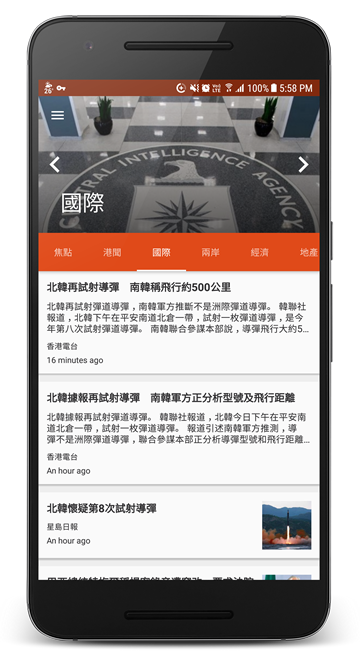 26°
100% 5:58 PM
CENTRAL INTELLIGENCE AGENCY
國際
焦點 港聞 國際 兩岸 經濟 地產
北韓再試射導彈 南韓稱飛行約500公里
北韓再試射彈道導彈，南韓軍方推斷不是洲際彈道導彈。 韓聯社
報道，北韓下午在平安南道北倉一帶，試射一枚彈道導彈，是今
年第八次試射彈道導彈。 南韓聯合參謀本部說，導彈飛行大約5...
香港電台
16 minutes ago
北韓據報再試射導彈 南韓軍方正分析型號及飛行距離
北韓據報再試射彈道導彈。 韓聯社報道，北韓今日下午在平安南
道北倉一帶，試射一枚彈道導彈。 報道引述南韓軍方推測，導
彈不是洲際彈道導彈，聯合參謀本部正分析導彈型號和飛行距離...
香港電台
An hour ago
北韓懷疑第8次試射導彈
星島日報
An hour ago